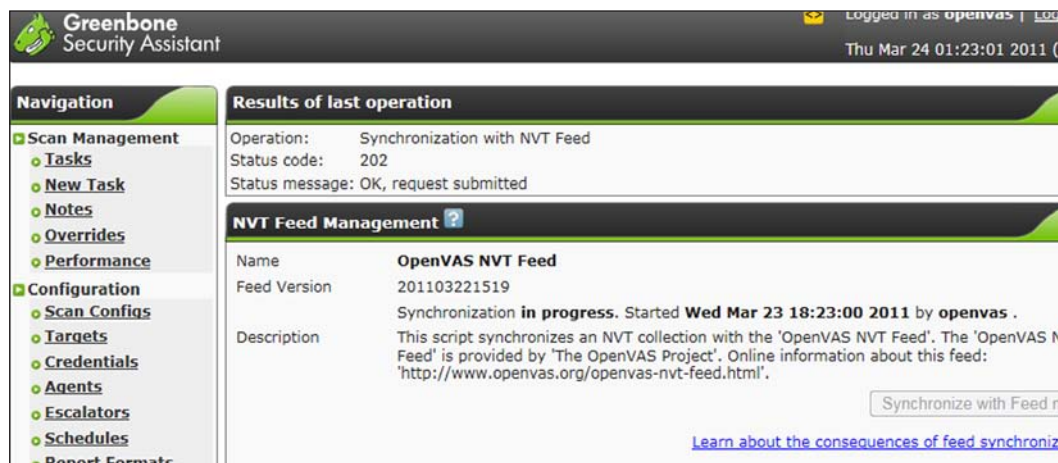 Greenbone
Security Assistant
Logged in as openvas |
Thu Mar 24 01:23:01 2011 (
Navigation
Scan Management
Tasks
New Task
Notes
Overrides
Performance
Configuration
Scan Configs
Targets
Credentials
Agents
Escalators
Schedules
Report Formats
Results of last operation
Operation: Synchronization with NVT Feed
Status code: 202
Status message: OK, request submitted
NVT Feed Management ?
Name OpenVAS NVT Feed
Feed Version 201103221519
Synchronization in progress. Started Wed Mar 23 18:23:00 2011 by openvas .
Description This script synchronizes an NVT collection with the 'OpenVAS NVT Feed'. The 'OpenVAS N
Feed' is provided by 'The OpenVAS Project'. Online information about this feed:
'http://www.openvas.org/openvas-nvt-feed.html'.
Synchronize with Feed
Learn about the consequences of feed